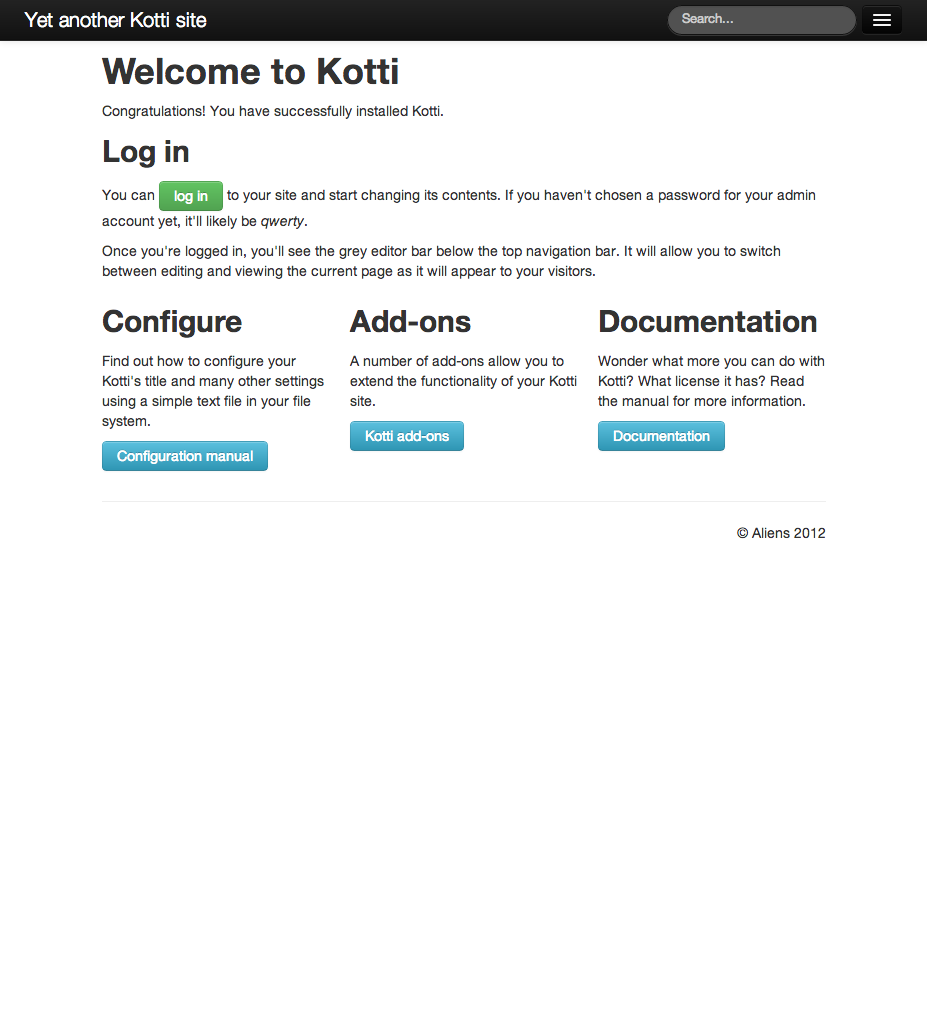 Yet another Kotti site
Search...
Welcome to Kotti
Congratulations! You have successfully installed Kotti.
Log in
You can log in to your site and start changing its contents. If you haven't chosen a password for your admin
account yet, it'll likely be qwerty.
Once you're logged in, you'll see the grey editor bar below the top navigation bar. It will allow you to switch
between editing and viewing the current page as it will appear to your visitors.
Configure
Find out how to configure your
Kotti's title and many other settings
using a simple text file in your file
system.
Configuration manual
Add-ons
A number of add-ons allow you to
extend the functionality of your Kotti
site.
Kotti add-ons
Documentation
Wonder what more you can do with
Kotti? What license it has? Read
the manual for more information.
Documentation
© Aliens 2012